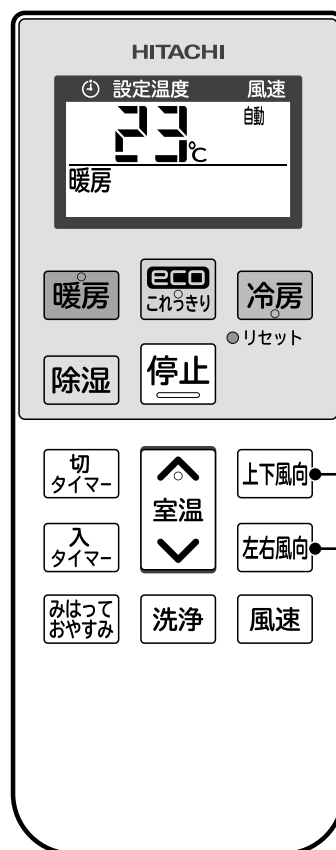 HITACHI
設定温度 風速
23℃ 自動
暖房
暖房
eco
これっきり
冷房
リセット
除湿
停止
切
タイマー
室温
上下風向
入
タイマー
左右風向
みはって
おやすみ
洗浄
風速